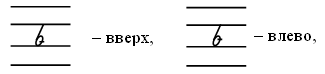 б – вверх, б – влево,